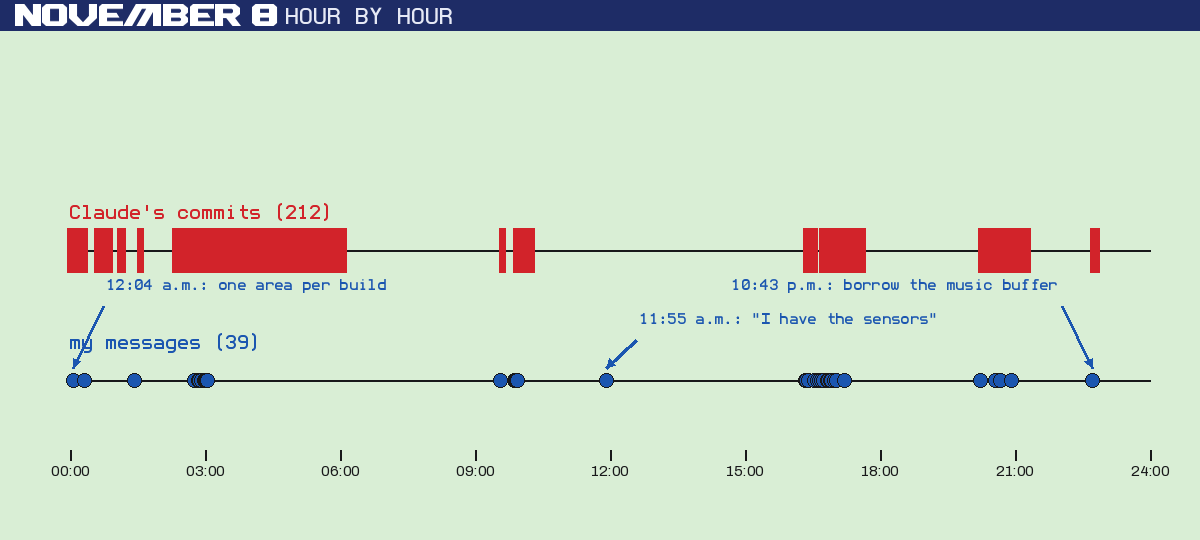 NOVEMBER 8 HOUR BY HOUR
Claude's commits (212)
12:04 a.m.: one area per build
10:43 p.m.: borrow the music buffer
11:55 a.m.: "I have the sensors"
my messages (39)
00:00 03:00 06:00 09:00 12:00 15:00 18:00 21:00 24:00